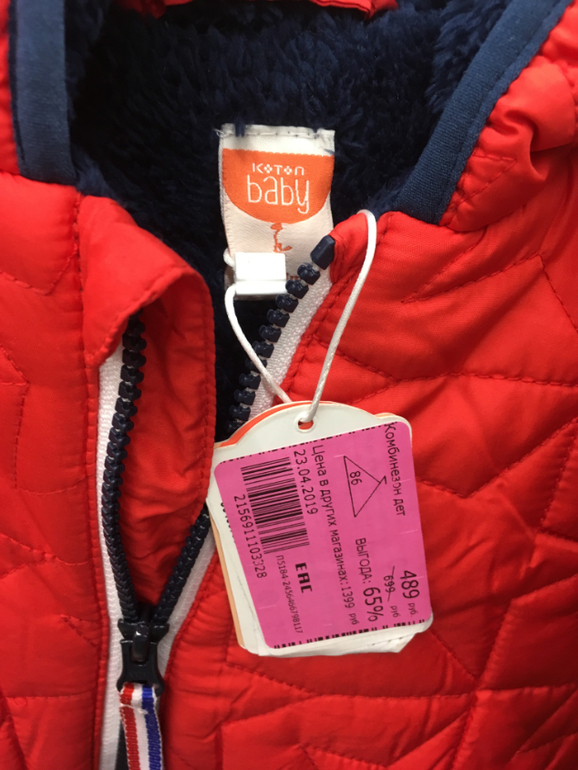 KOTON
baby
Комбинезон дет
86
489 руб
699 руб
ВЫГОДА: 65%
Цена в других магазинах: 1399 руб
23.04.2019
EAC
2156911103328